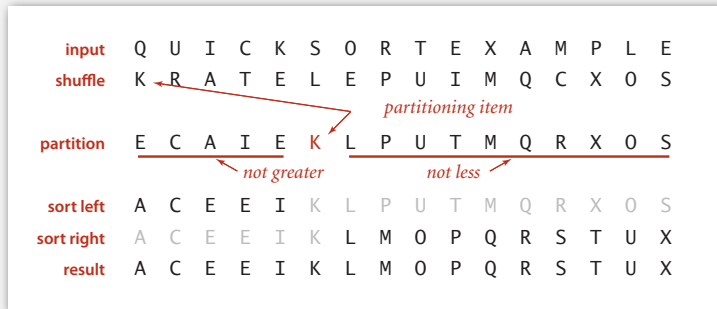 input Q U I C K S O R T E X A M P L E
shuffle K R A T E L E P U I M Q C X O S
partitioning item
partition E C A I E K L P U T M Q R X O S
not greater not less
sort left A C E E I K L P U T M Q R X O S
sort right A C E E I K L M O P Q R S T U X
result A C E E I K L M O P Q R S T U X